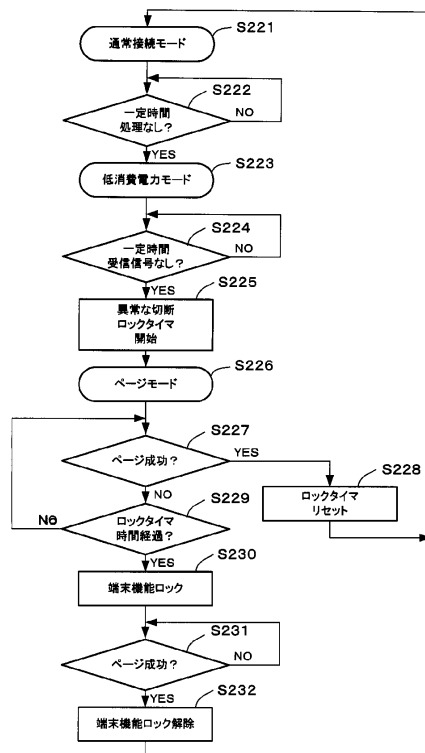 S221
通常接続モード
S222
一定時間
処理なし？
NO
YES
S223
低消費電力モード
S224
一定時間
受信信号なし？
NO
YES
S225
異常な切断
ロックタイマ
開始
S226
ページモード
S227
ページ成功？
YES
NO
S228
ロックタイマ
リセット
S229
ロックタイマ
時間経過？
NO
YES
S230
端末機能ロック
S231
ページ成功？
NO
YES
S232
端末機能ロック解除